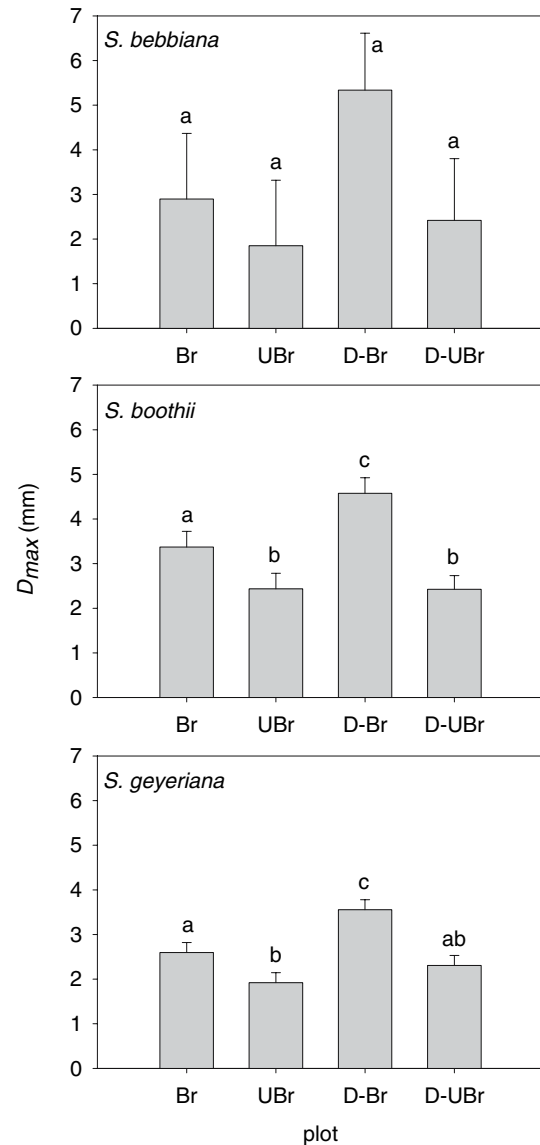 7
S. bebbiana
6
a
5
a
a
a
4
3
2
1
0
Br UBr D-Br D-UBr
7
S. boothii
6
5
c
4
a
b
b
3
2
1
0
Br UBr D-Br D-UBr
Dmax (mm)
7
S. geyeriana
6
5
4
c
3
a
b
ab
2
1
0
Br UBr D-Br D-UBr
plot